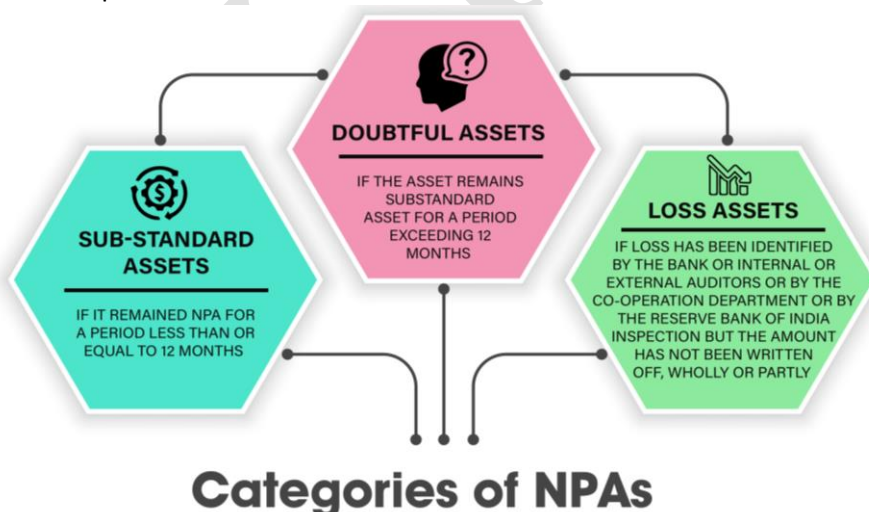 ?
DOUBTFUL ASSETS
IF THE ASSET REMAINS
SUBSTANDARD
ASSET FOR A PERIOD
EXCEEDING 12
MONTHS
$
SUB-STANDARD
ASSETS
IF IT REMAINED NPA FOR
A PERIOD LESS THAN OR
EQUAL TO 12 MONTHS
LOSS ASSETS
IF LOSS HAS BEEN IDENTIFIED
BY THE BANK OR INTERNAL OR
EXTERNAL AUDITORS OR BY THE
CO-OPERATION DEPARTMENT OR BY
THE RESERVE BANK OF INDIA
INSPECTION BUT THE AMOUNT
HAS NOT BEEN WRITTEN
OFF, WHOLLY OR PARTLY
Categories of NPAs